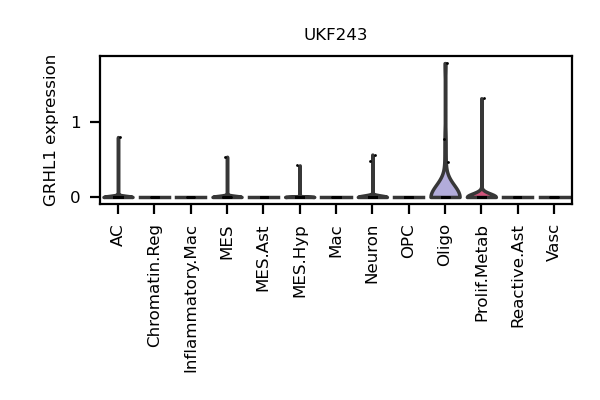 UKF243
GRHL1 expression
1
0
AC
Chromatin.Reg
Inflammatory.Mac
MES
MES.Ast
MES.Hyp
Mac
Neuron
OPC
Oligo
Prolif.Metab
Reactive.Ast
Vasc